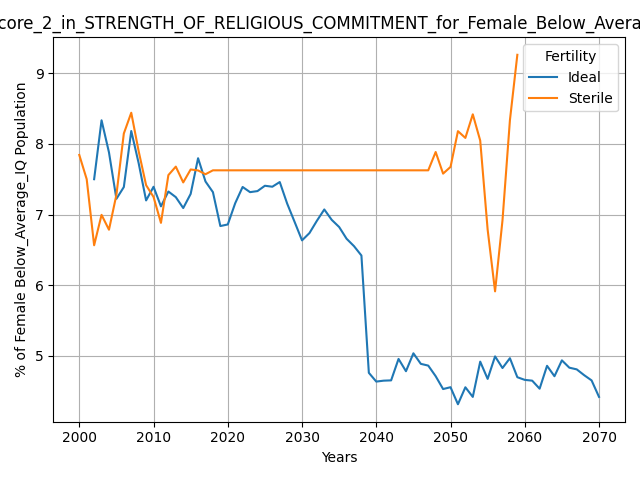 core_2_in_STRENGTH_OF_RELIGIOUS_COMMITMENT_for_Female_Below_Avera
Fertility
Ideal
Sterile
9
8
7
6
5
% of Female Below_Average_IQ Population
2000 2010 2020 2030 2040 2050 2060 2070
Years